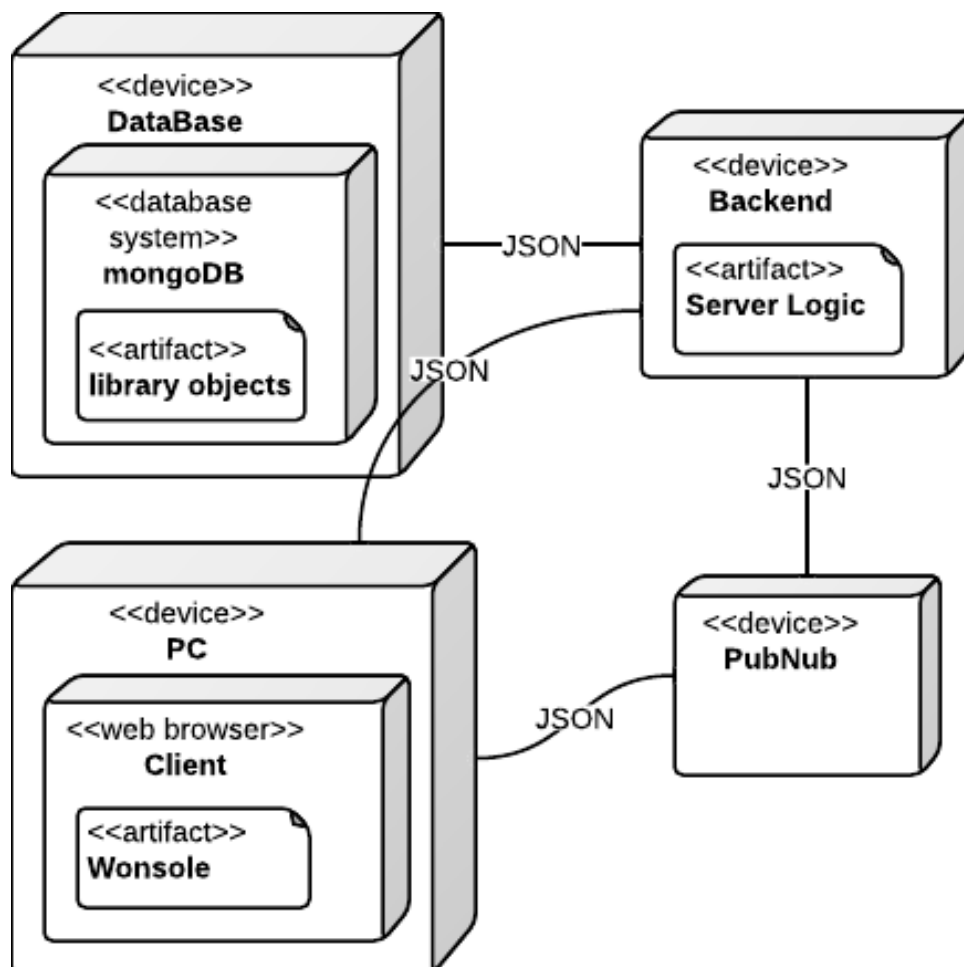 <<device>>
DataBase
<<database
system>>
mongoDB
<<artifact>>
library objects
JSON
<<device>>
Backend
<<artifact>>
Server Logic
JSON
JSON
<<device>>
PC
<<web browser>>
Client
<<artifact>>
Wonsole
JSON
<<device>>
PubNub